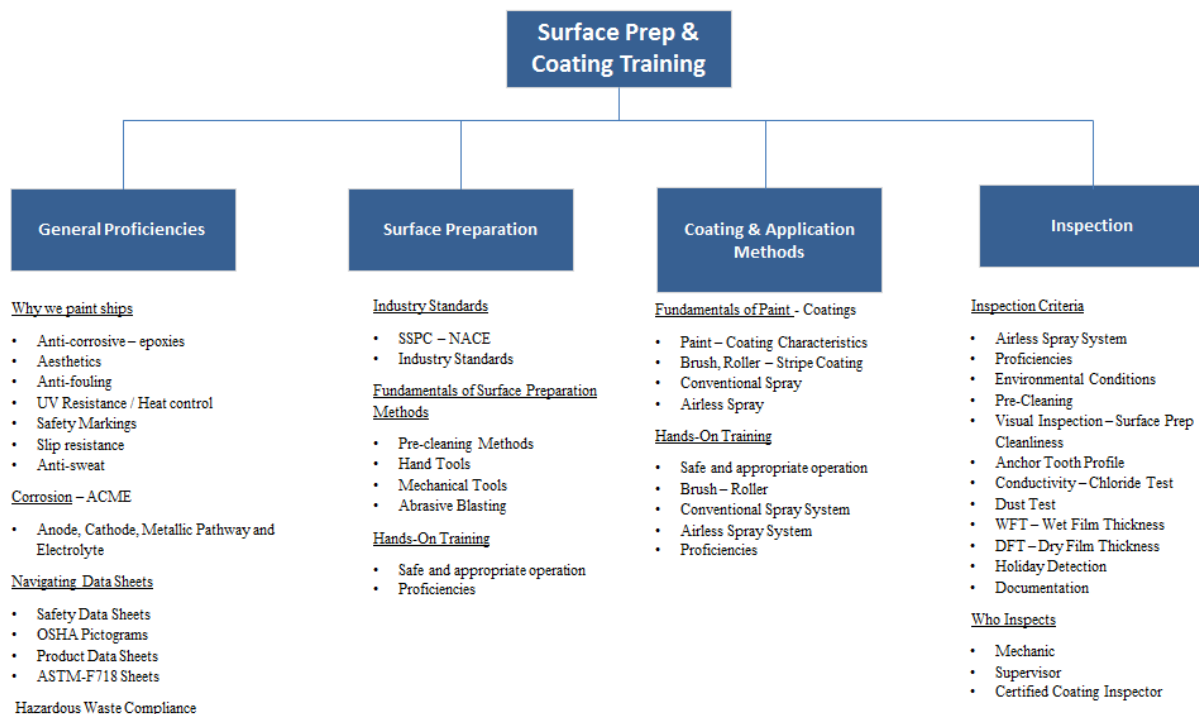 Surface Prep &
Coating Training
General Proficiencies
Why we paint ships
• Anti-corrosive – epoxies
• Aesthetics
• Anti-fouling
• UV Resistance / Heat control
• Safety Markings
• Slip resistance
• Anti-sweat
Corrosion – ACME
• Anode, Cathode, Metallic Pathway and
Electrolyte
Navigating Data Sheets
• Safety Data Sheets
• OSHA Pictograms
• Product Data Sheets
• ASTM-F718 Sheets
Hazardous Waste Compliance
Surface Preparation
Industry Standards
• SSPC – NACE
• Industry Standards
Fundamentals of Surface Preparation
Methods
• Pre-cleaning Methods
• Hand Tools
• Mechanical Tools
• Abrasive Blasting
Hands-On Training
• Safe and appropriate operation
• Proficiencies
Coating & Application
Methods
Fundamentals of Paint - Coatings
• Paint – Coating Characteristics
• Brush, Roller – Stripe Coating
• Conventional Spray
• Airless Spray
Hands-On Training
• Safe and appropriate operation
• Brush – Roller
• Conventional Spray System
• Airless Spray System
• Proficiencies
Inspection
Inspection Criteria
• Airless Spray System
• Proficiencies
• Environmental Conditions
• Pre-Cleaning
• Visual Inspection – Surface Prep
Cleanliness
• Anchor Tooth Profile
• Conductivity – Chloride Test
• Dust Test
• WFT – Wet Film Thickness
• DFT – Dry Film Thickness
• Holiday Detection
• Documentation
Who Inspects
• Mechanic
• Supervisor
• Certified Coating Inspector